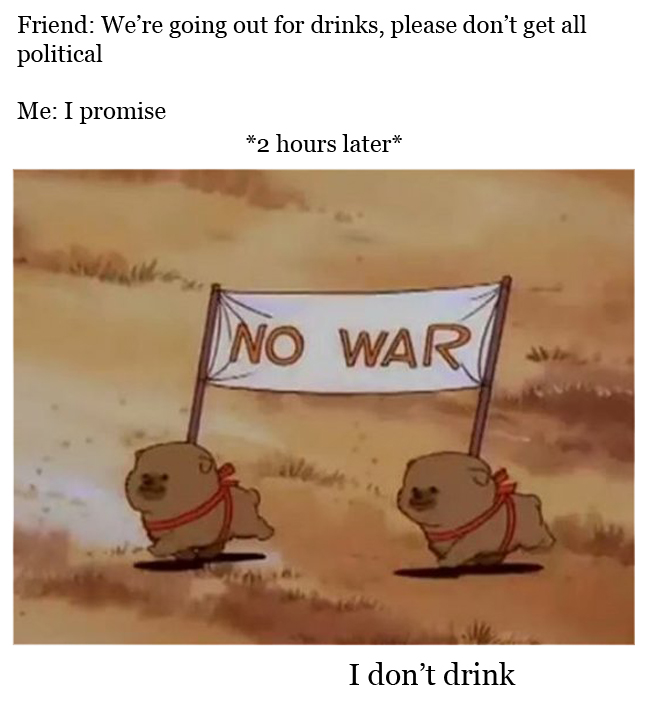 Friend: We’re going out for drinks, please don’t get all
political
Me: I promise
*2 hours later*
NO WAR
I don’t drink